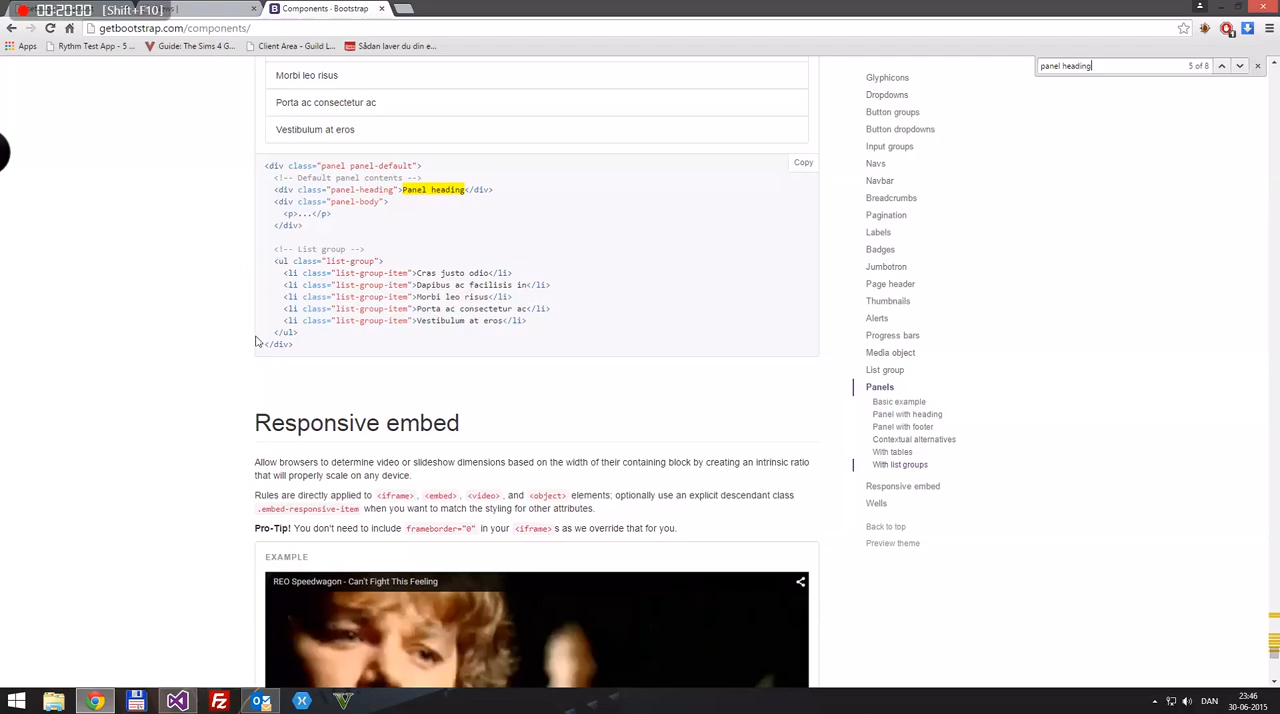 00:20:00 [Shift+F10]
Components · Bootstrap
getbootstrap.com/components/
Apps
Rythm Test App - 5 ...
Guide: The Sims 4 G...
Client Area - Guild L...
Sådan laver du din e...
panel heading
5 of 8
Morbi leo risus
Porta ac consectetur ac
Vestibulum at eros
Copy
<div class="panel panel-default">
<!-- Default panel contents -->
<div class="panel-heading">Panel heading</div>
<div class="panel-body">
<p>...</p>
</div>
<!-- List group -->
<ul class="list-group">
<li class="list-group-item">Cras justo odio</li>
<li class="list-group-item">Dapibus ac facilisis in</li>
<li class="list-group-item">Morbi leo risus</li>
<li class="list-group-item">Porta ac consectetur ac</li>
<li class="list-group-item">Vestibulum at eros</li>
</ul>
</div>
Responsive embed
Allow browsers to determine video or slideshow dimensions based on the width of their containing block by creating an intrinsic ratio
that will properly scale on any device.
Rules are directly applied to <iframe>, <embed>, <video>, and <object> elements; optionally use an explicit descendant class
.embed-responsive-item when you want to match the styling for other attributes.
Pro-Tip! You don't need to include frameborder="0" in your <iframe>s as we override that for you.
EXAMPLE
REO Speedwagon - Can't Fight This Feeling
Glyphicons
Dropdowns
Button groups
Button dropdowns
Input groups
Navs
Navbar
Breadcrumbs
Pagination
Labels
Badges
Jumbotron
Page header
Thumbnails
Alerts
Progress bars
Media object
List group
Panels
Basic example
Panel with heading
Panel with footer
Contextual alternatives
With tables
With list groups
Responsive embed
Wells
Back to top
Preview theme
DAN
23:46
30-06-2015